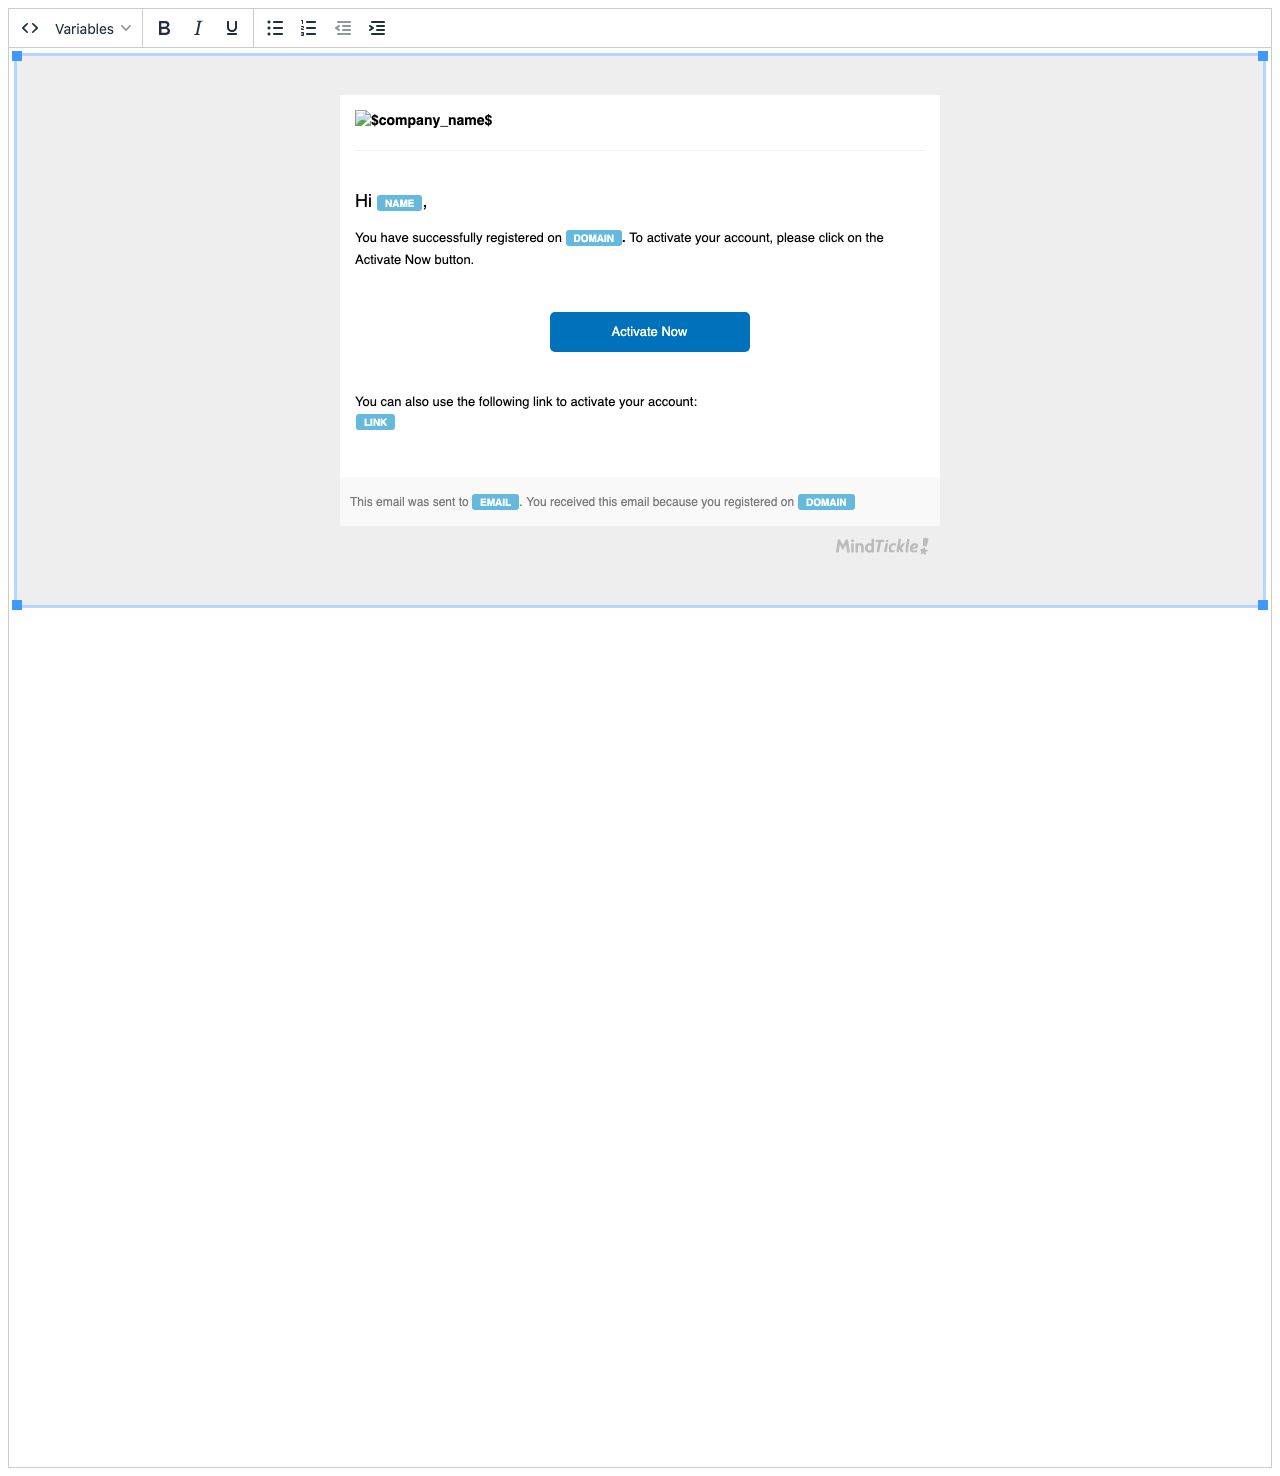 Variables
B I U
$company_name$
Hi NAME,
You have successfully registered on DOMAIN. To activate your account, please click on the
Activate Now button.
Activate Now
You can also use the following link to activate your account:
LINK
This email was sent to EMAIL. You received this email because you registered on DOMAIN
MindTickle!